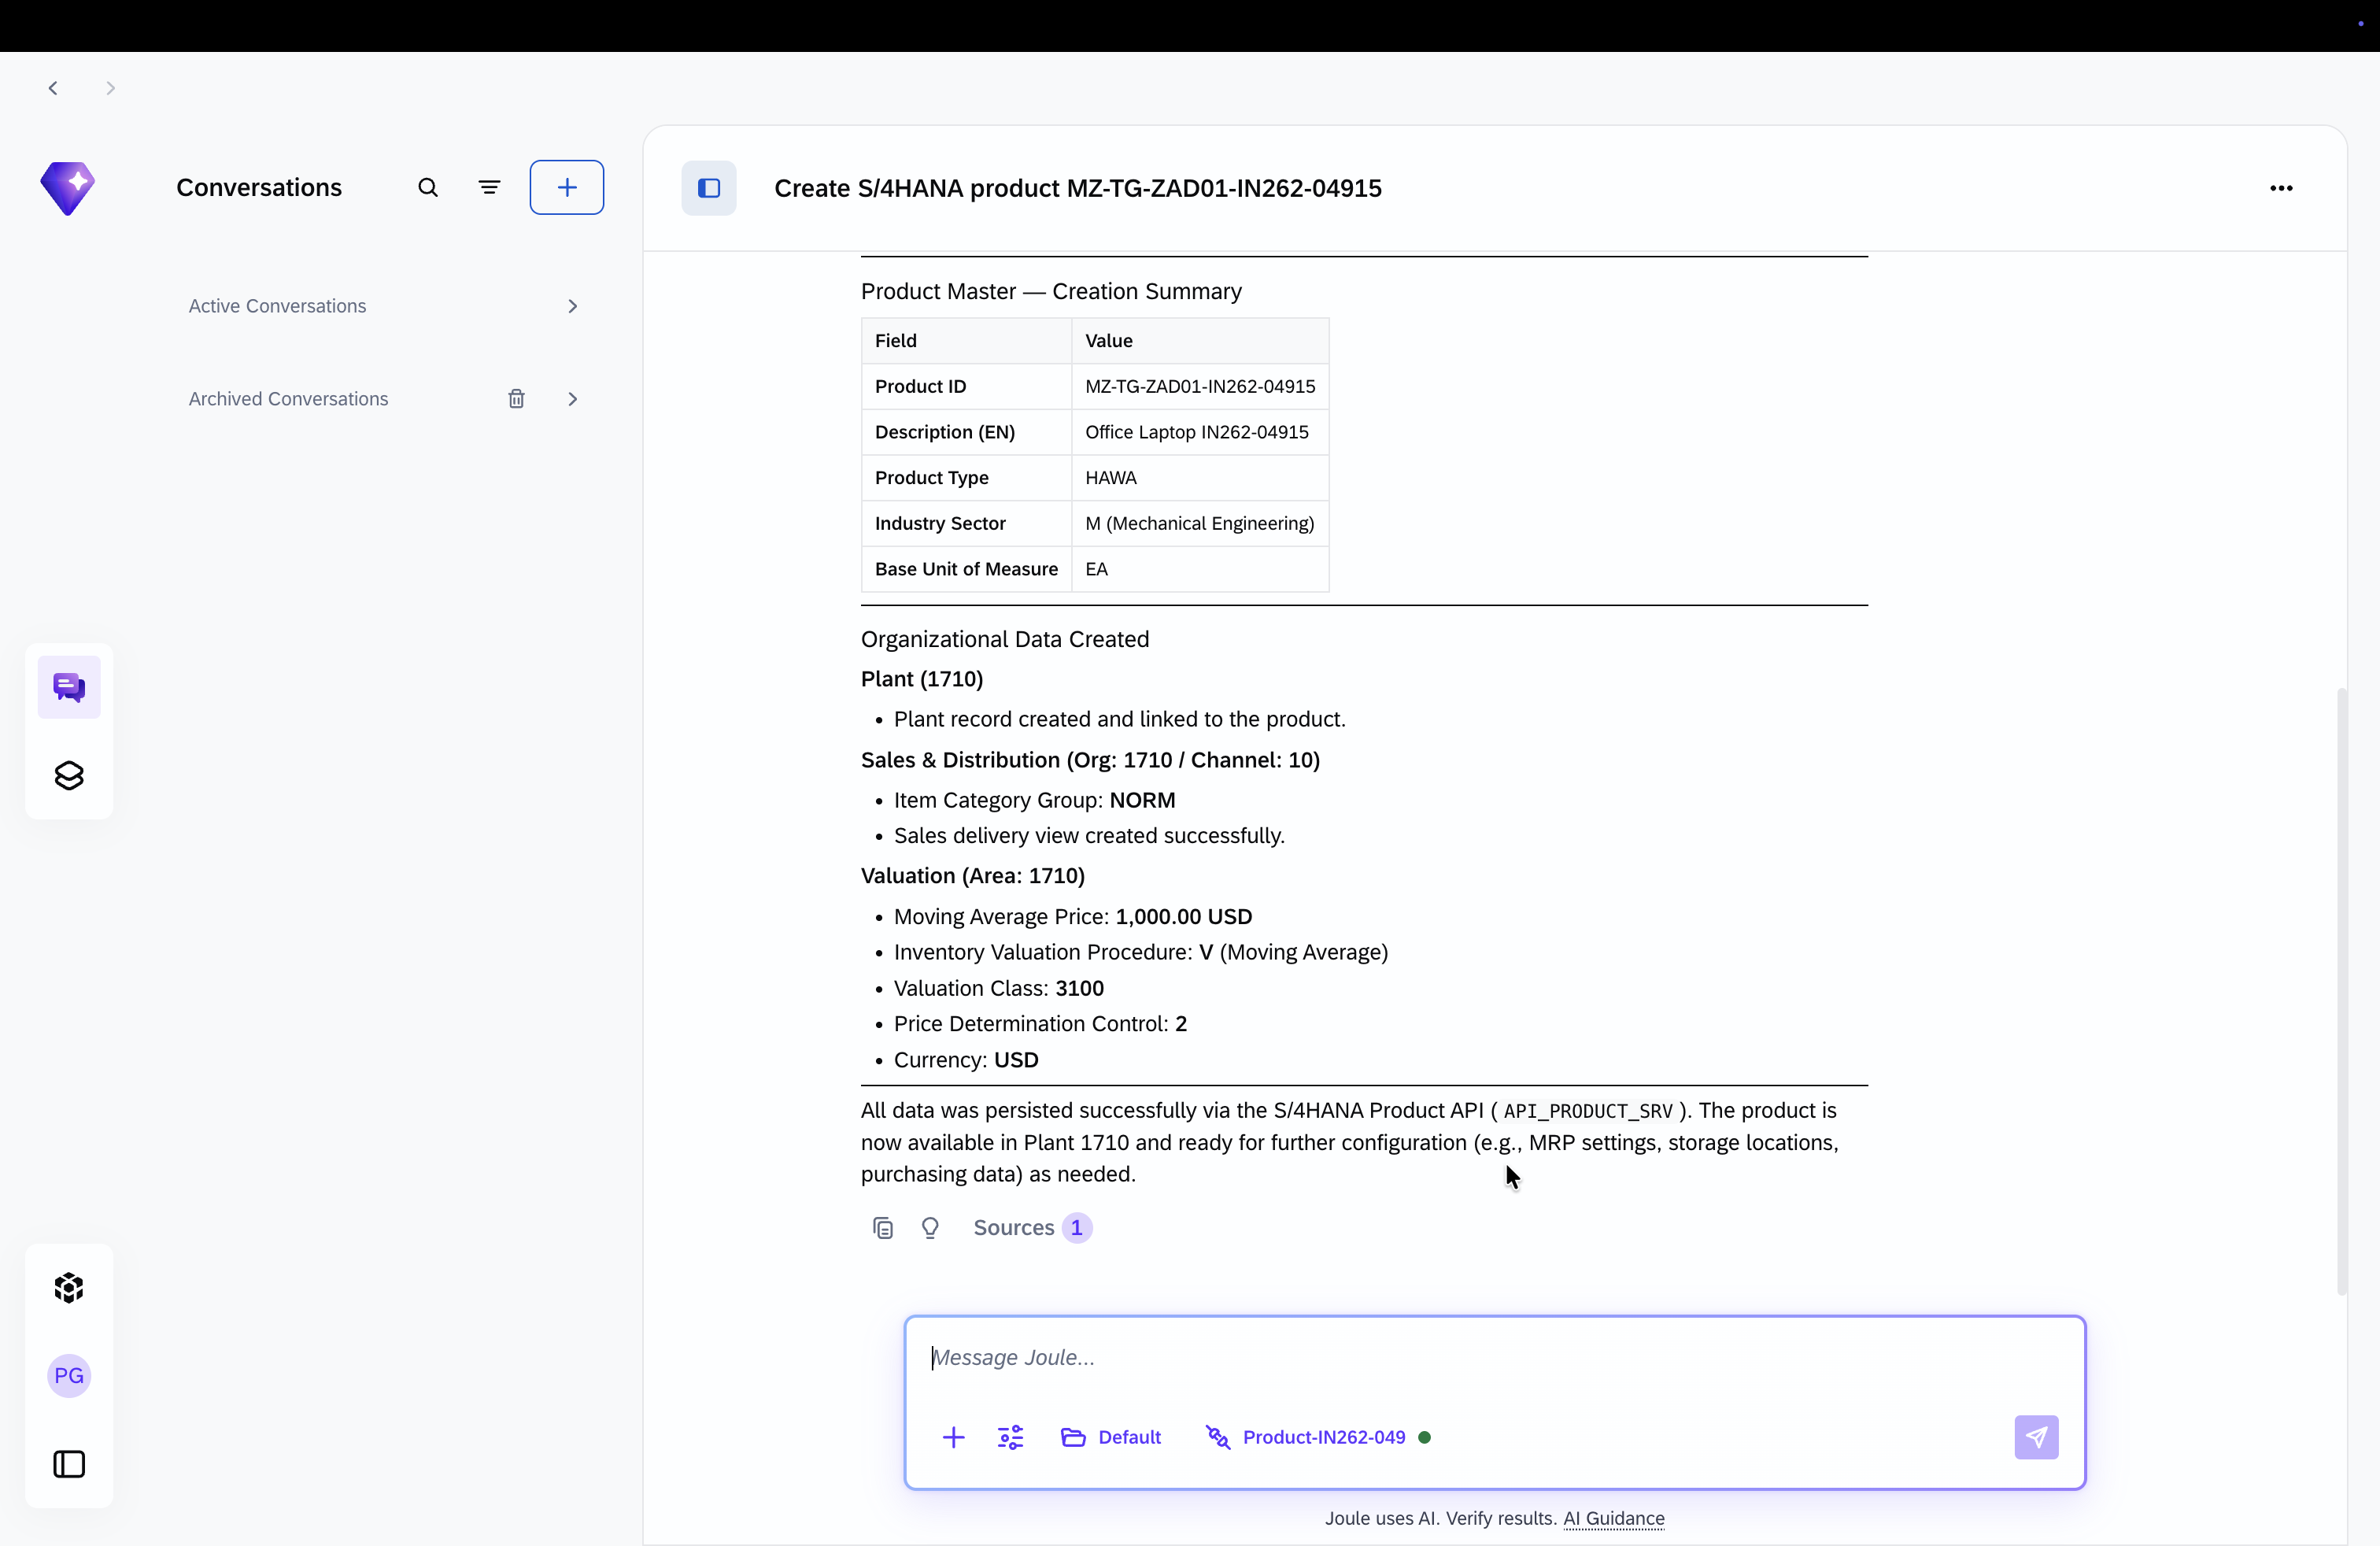 Conversations
Active Conversations
Archived Conversations
PG
Create S/4HANA product MZ-TG-ZAD01-IN262-04915
Product Master — Creation Summary
Field Value
Product ID MZ-TG-ZAD01-IN262-04915
Description (EN) Office Laptop IN262-04915
Product Type HAWA
Industry Sector M (Mechanical Engineering)
Base Unit of Measure EA
Organizational Data Created
Plant (1710)
• Plant record created and linked to the product.
Sales & Distribution (Org: 1710 / Channel: 10)
• Item Category Group: NORM
• Sales delivery view created successfully.
Valuation (Area: 1710)
• Moving Average Price: 1,000.00 USD
• Inventory Valuation Procedure: V (Moving Average)
• Valuation Class: 3100
• Price Determination Control: 2
• Currency: USD
All data was persisted successfully via the S/4HANA Product API ( API_PRODUCT_SRV ). The product is
now available in Plant 1710 and ready for further configuration (e.g., MRP settings, storage locations,
purchasing data) as needed.
Sources 1
Message Joule...
Default Product-IN262-049
Joule uses AI. Verify results. AI Guidance